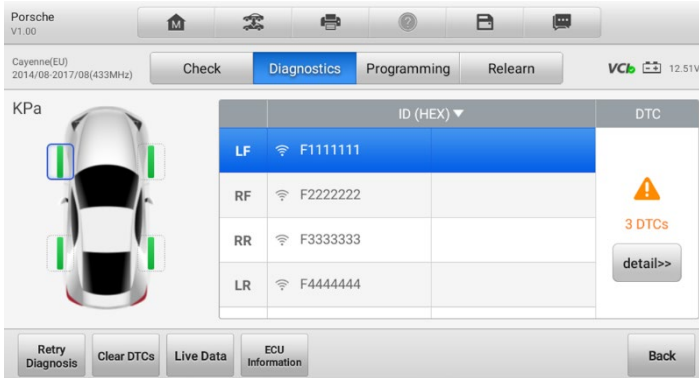 Porsche
V1.00
Cayenne(EU)
2014/08-2017/08(433MHz)
Check
Diagnostics
Programming
Relearn
VCI
12.51V
KPa
ID (HEX) ▼
DTC
LF F1111111
RF F2222222
RR F3333333
LR F4444444
3 DTCs
detail>>
Retry
Diagnosis
Clear DTCs
Live Data
ECU
Information
Back